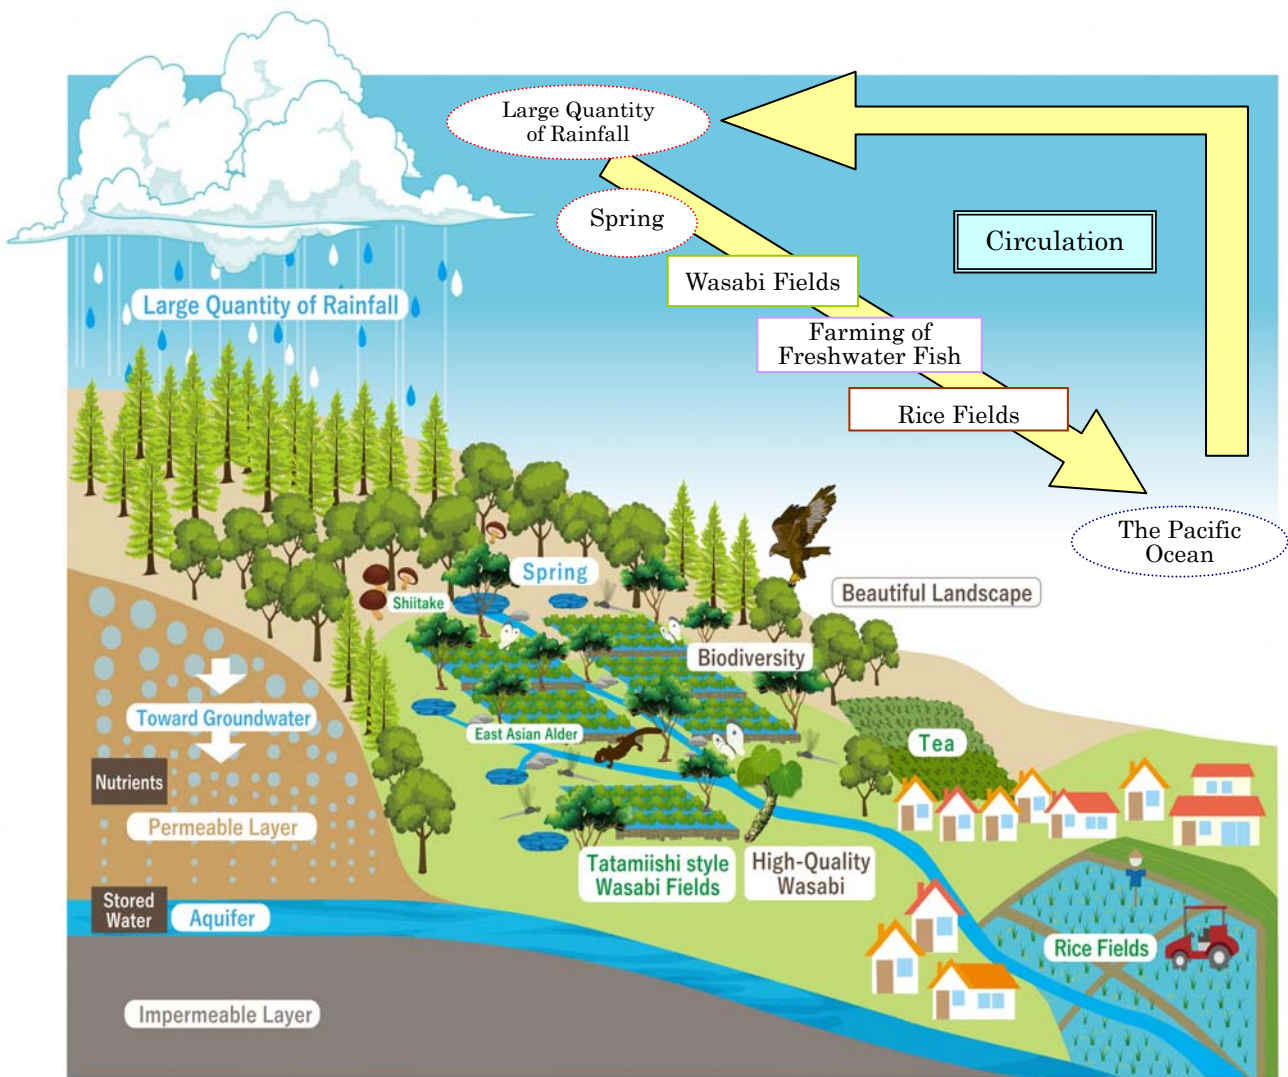 Large Quantity
of Rainfall
Spring
Circulation
Wasabi Fields
Large Quantity of Rainfall
Farming of
Freshwater Fish
Rice Fields
The Pacific
Ocean
Spring
Shiitake
Beautiful Landscape
Biodiversity
Toward Groundwater
East Asian Alder
Tea
Nutrients
Permeable Layer
Tatamiishi style
Wasabi Fields
High-Quality
Wasabi
Stored
Water
Aquifer
Rice Fields
Impermeable Layer